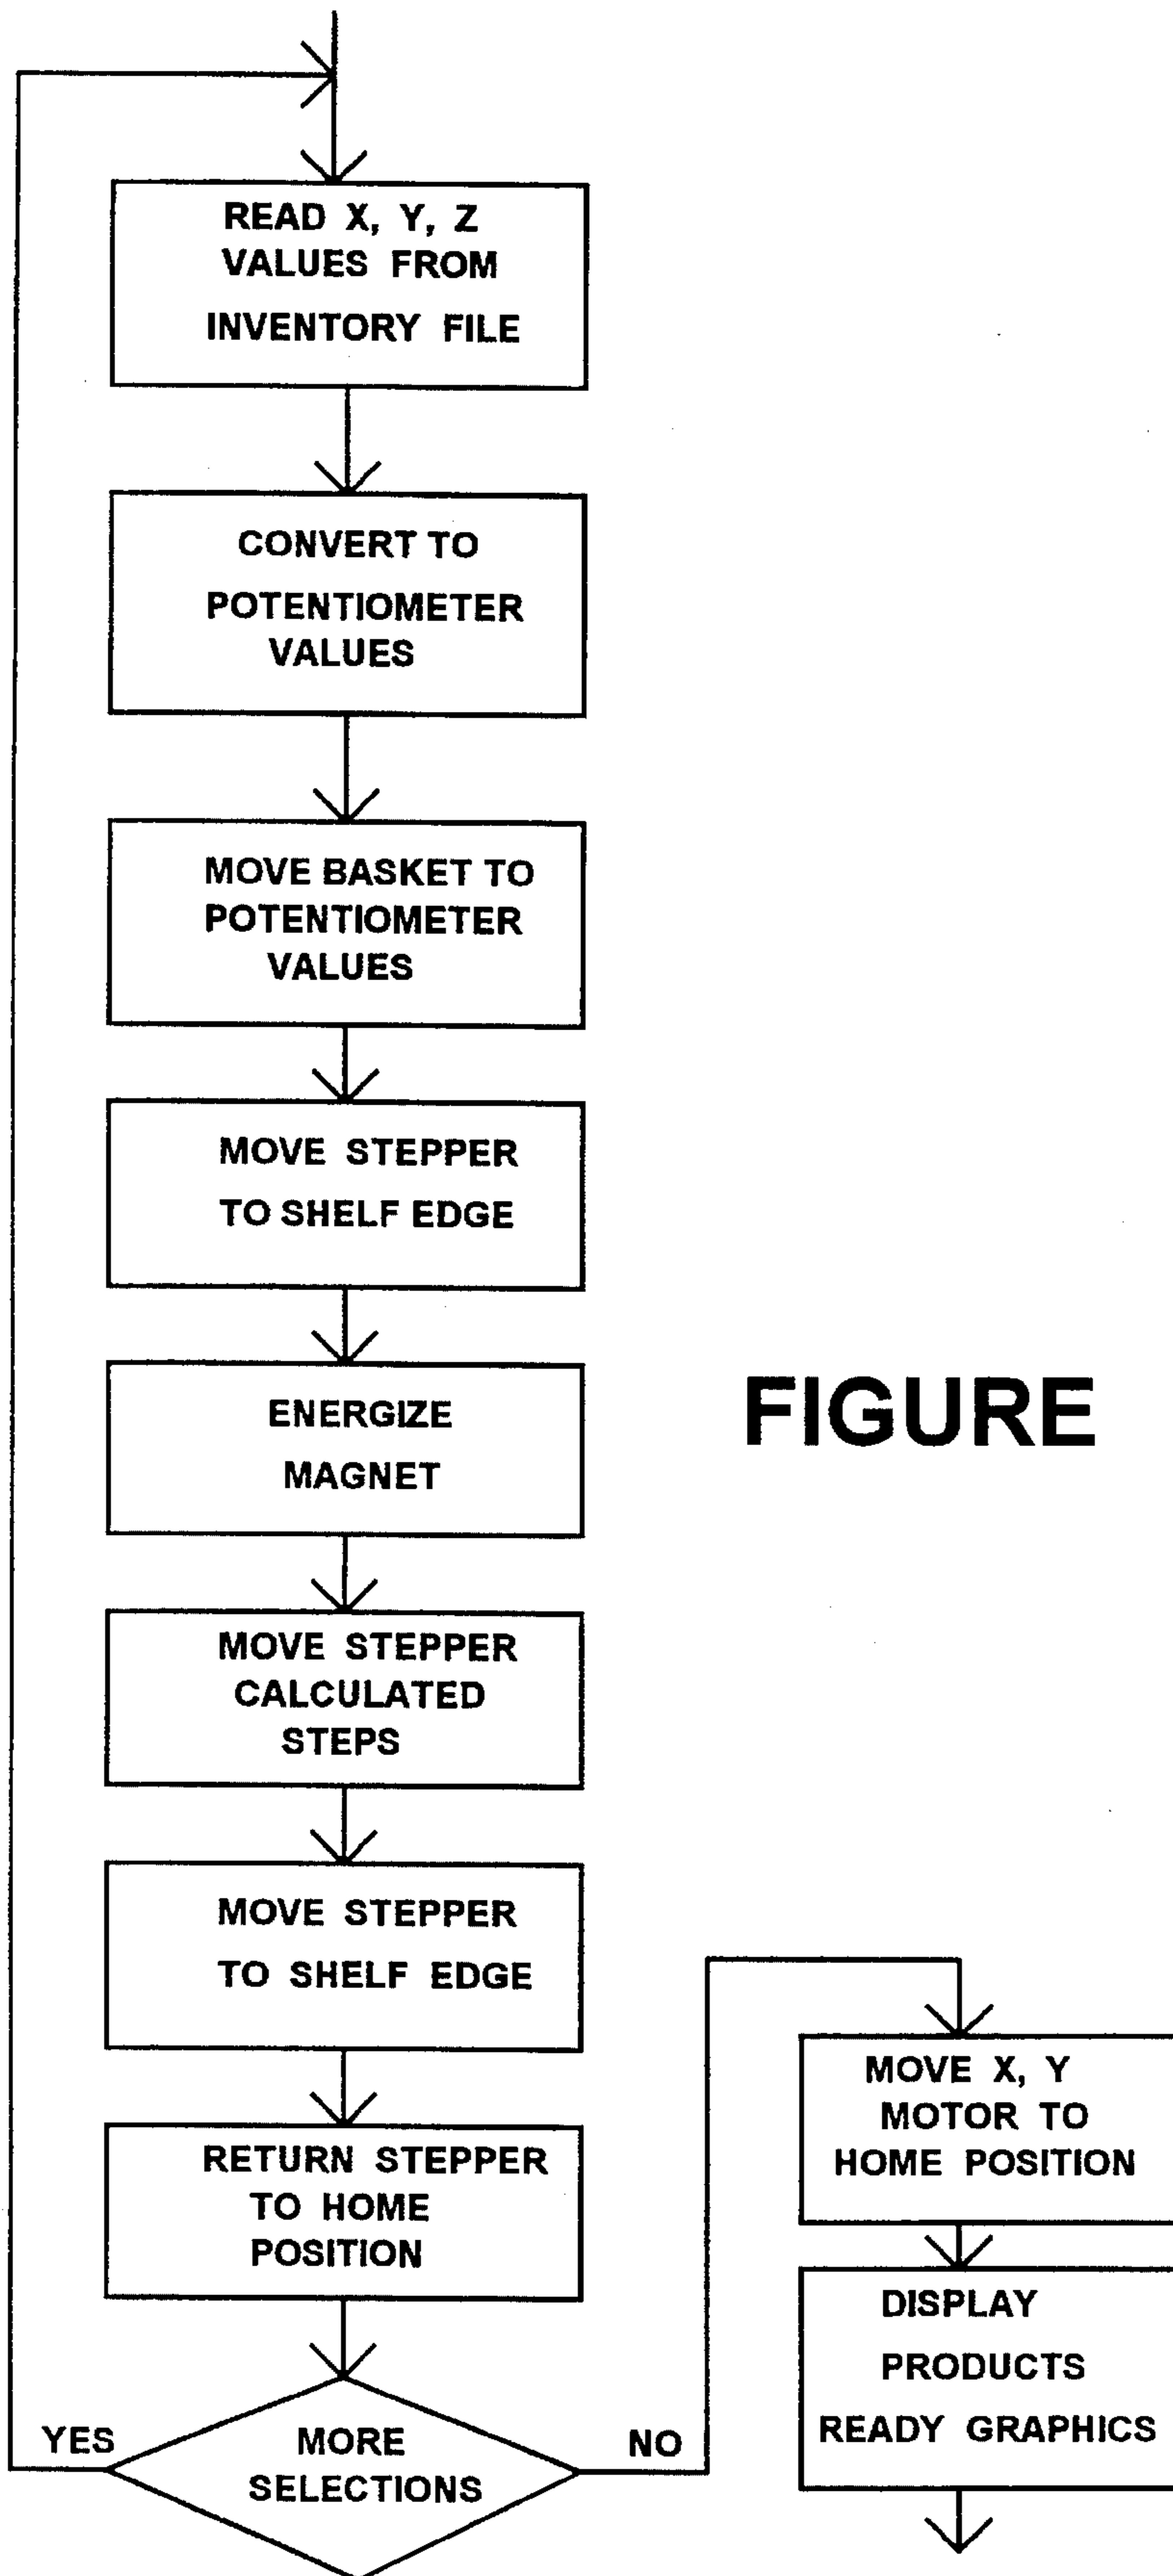 READ X, Y, Z
VALUES FROM
INVENTORY FILE
CONVERT TO
POTENTIOMETER
VALUES
MOVE BASKET TO
POTENTIOMETER
VALUES
MOVE STEPPER
TO SHELF EDGE
ENERGIZE
MAGNET
FIGURE
MOVE STEPPER
CALCULATED
STEPS
MOVE STEPPER
TO SHELF EDGE
RETURN STEPPER
TO HOME
POSITION
MORE
SELECTIONS
YES
NO
MOVE X, Y
MOTOR TO
HOME POSITION
DISPLAY
PRODUCTS
READY GRAPHICS